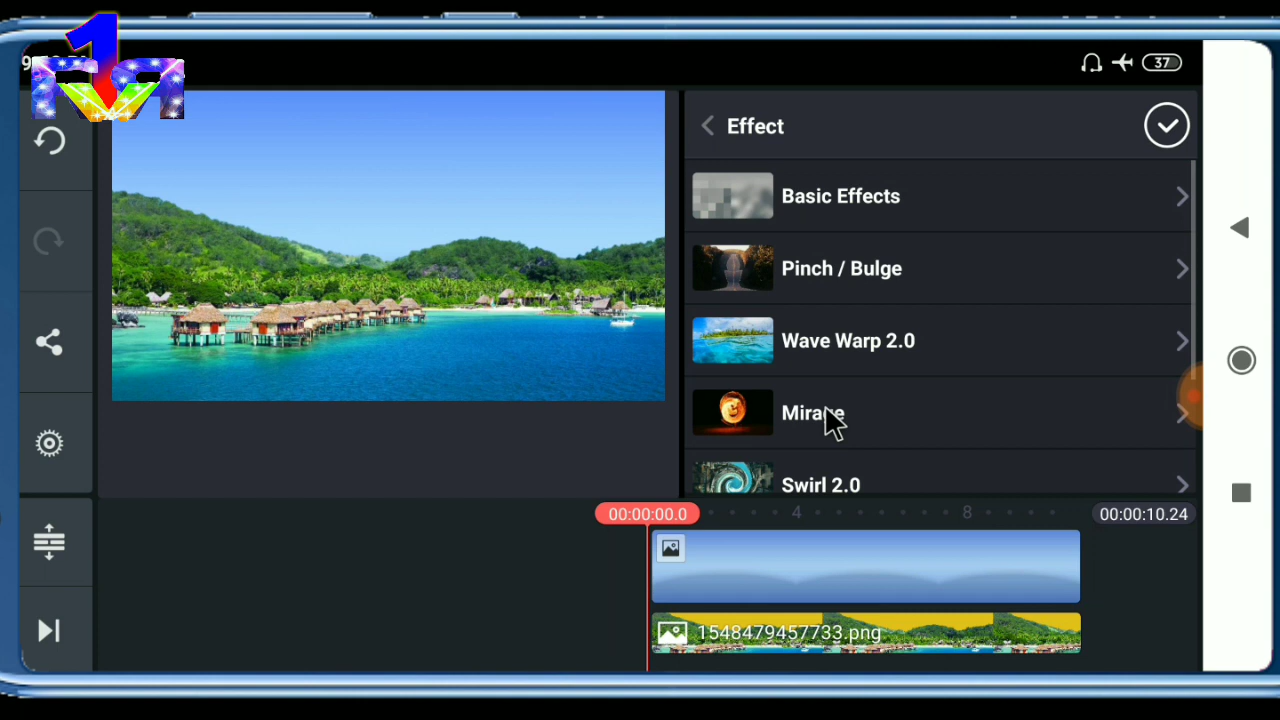 37
Effect
Basic Effects
Pinch / Bulge
Wave Warp 2.0
Mirage
Swirl 2.0
00:00:00.0
4
8
00:00:10.24
1548479457733.png